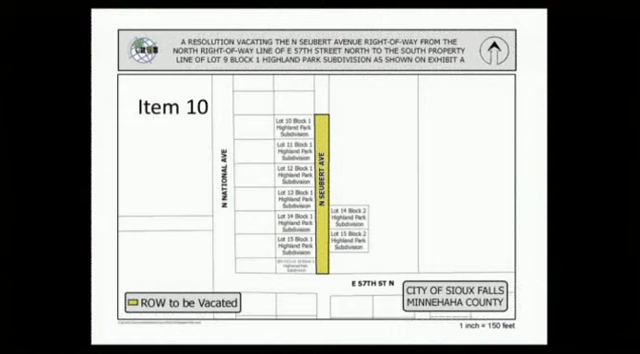 A RESOLUTION VACATING THE N SEUBERT AVENUE RIGHT-OF-WAY FROM THE
NORTH RIGHT-OF-WAY LINE OF E 57TH STREET NORTH TO THE SOUTH PROPERTY
LINE OF LOT 9 BLOCK 1 HIGHLAND PARK SUBDIVISION AS SHOWN ON EXHIBIT A
Item 10
Lot 10 Block 1
Highland Park
Subdivision
Lot 11 Block 1
Highland Park
Subdivision
Lot 12 Block 1
Highland Park
Subdivision
Lot 13 Block 1
Highland Park
Subdivision
Lot 14 Block 1
Highland Park
Subdivision
Lot 15 Block 1
Highland Park
Subdivision
Highland Park
Subdivision
N NATIONAL AVE
N SEUBERT AVE
Lot 14 Block 2
Highland Park
Subdivision
Lot 15 Block 2
Highland Park
Subdivision
E 57TH ST N
ROW to be Vacated
CITY OF SIOUX FALLS
MINNEHAHA COUNTY
1 inch = 150 feet